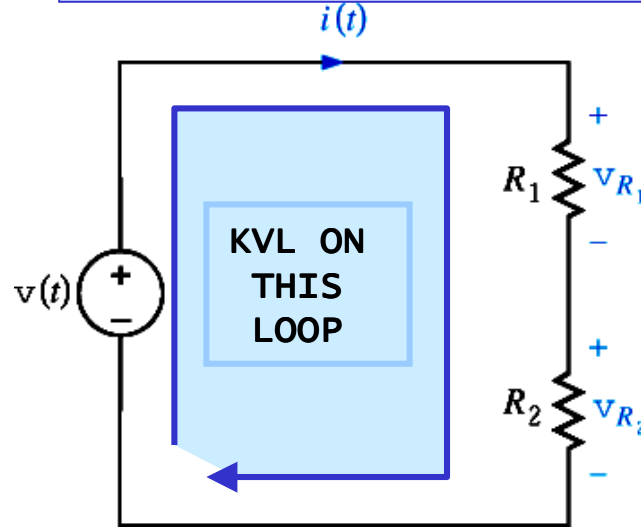 i(t)
+
R1
vR1
−
KVL ON
THIS
LOOP
v(t)
+
−
+
R2
vR2
−